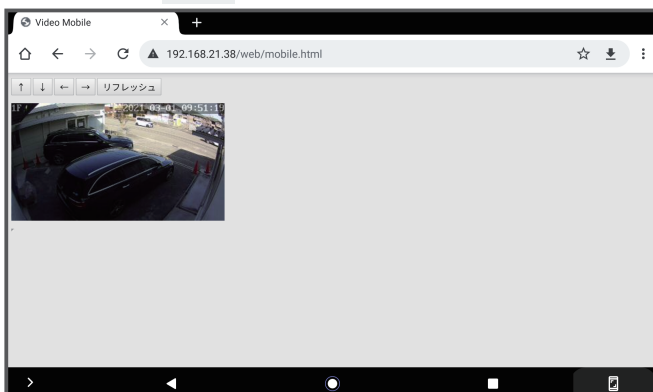 Video Mobile
192.168.21.38/web/mobile.html
↑ ↓ ← → リフレッシュ
1F 2021-03-01 09:51:19